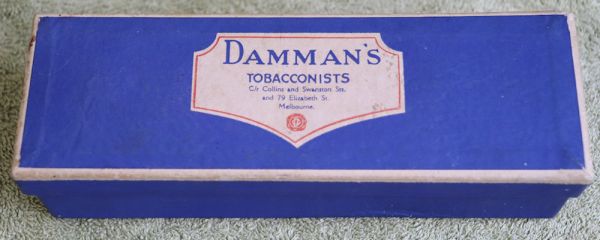 DAMMAN'S
TOBACCONISTS
C/r Collins and Swanston Sts.
and 79 Elizabeth St.
Melbourne.